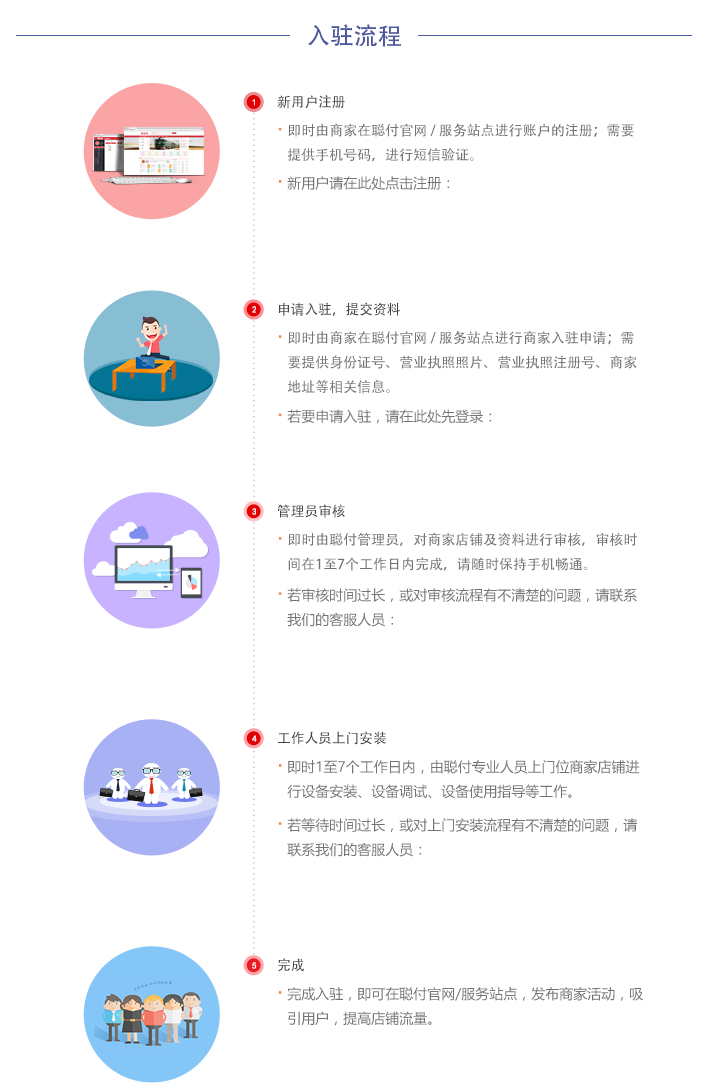 入驻流程
1
新用户注册
即时由商家在聪付官网 / 服务站点进行账户的注册；需要
提供手机号码，进行短信验证。
新用户请在此处点击注册：
2
申请入驻，提交资料
即时由商家在聪付官网 / 服务站点进行商家入驻申请；需
要提供身份证号、营业执照照片、营业执照注册号、商家
地址等相关信息。
若要申请入驻，请在此处先登录：
3
管理员审核
即时由聪付管理员，对商家店铺及资料进行审核，审核时
间在1至7个工作日内完成，请随时保持手机畅通。
若审核时间过长，或对审核流程有不清楚的问题，请联系
我们的客服人员：
4
工作人员上门安装
即时1至7个工作日内，由聪付专业人员上门位商家店铺进
行设备安装、设备调试、设备使用指导等工作。
若等待时间过长，或对上门安装流程有不清楚的问题，请
联系我们的客服人员：
5
完成
完成入驻，即可在聪付官网/服务站点，发布商家活动，吸
引用户，提高店铺流量。